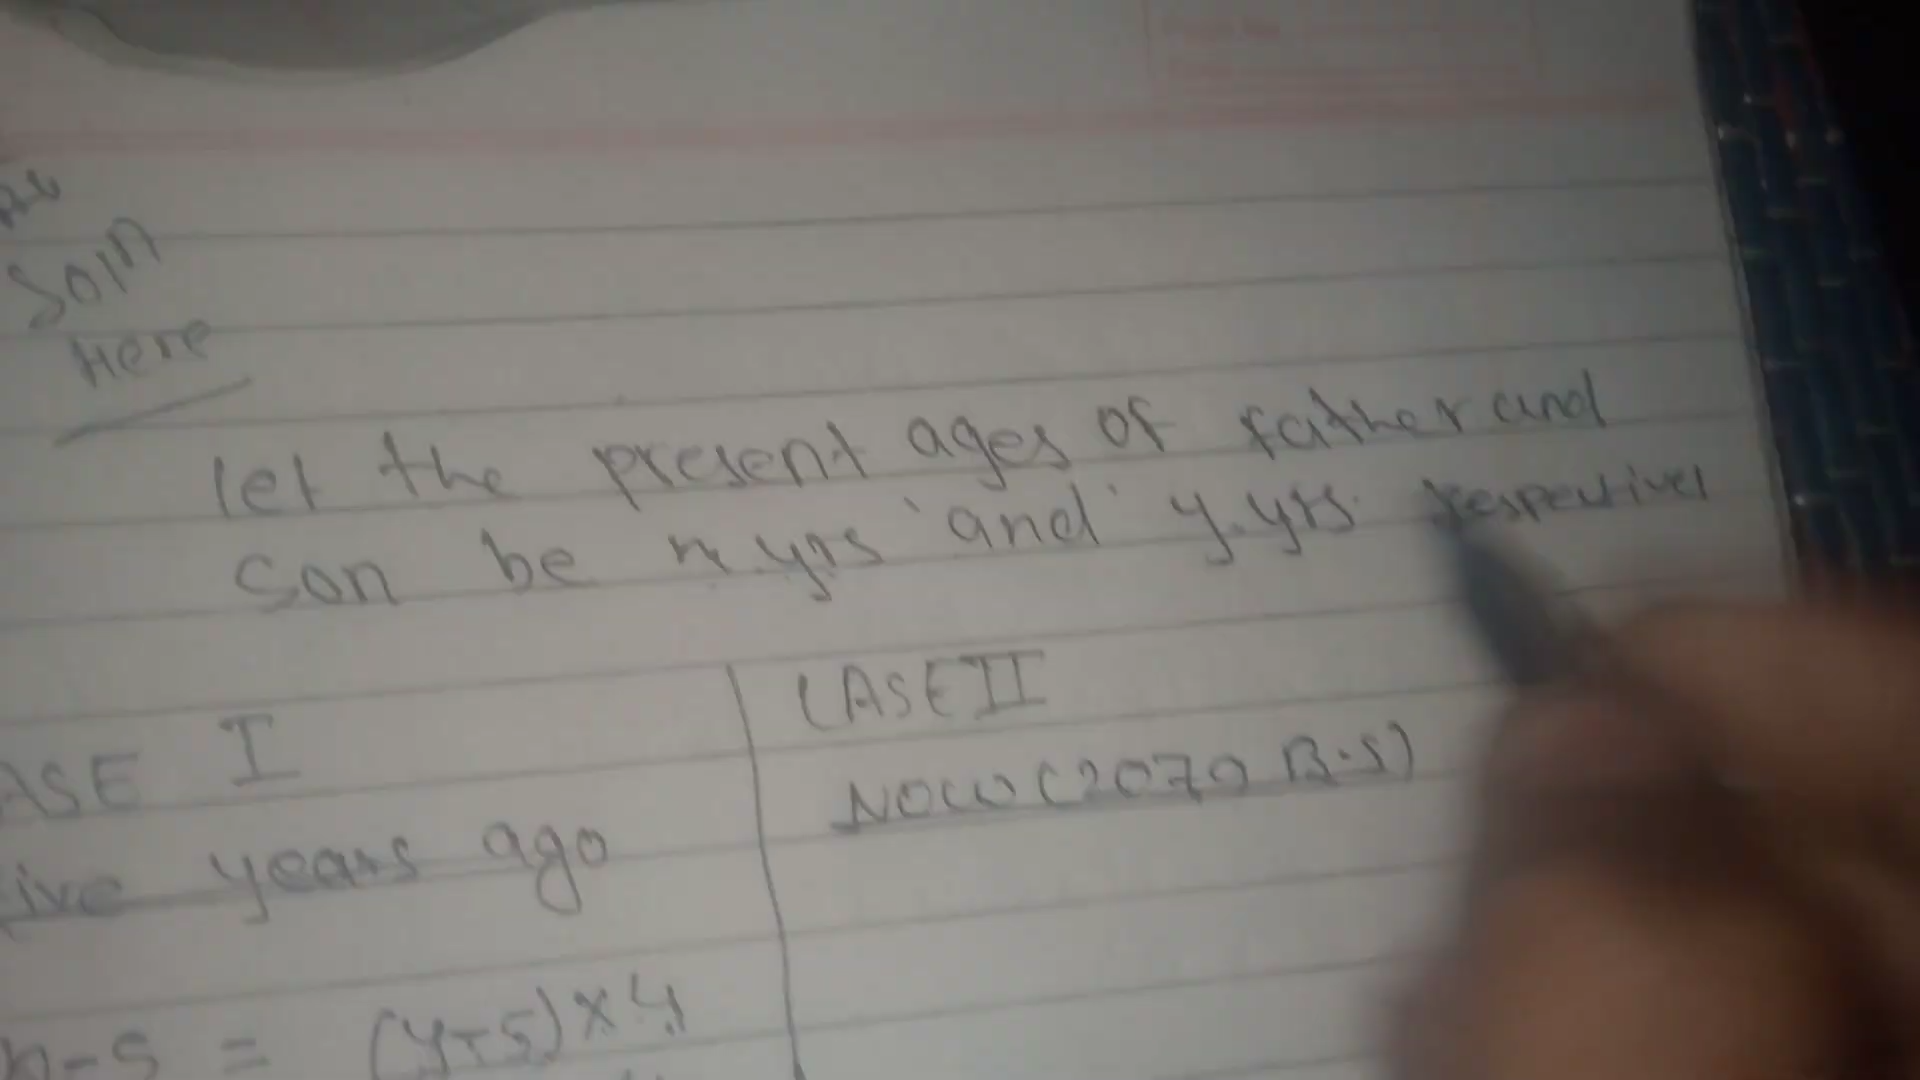 Soln
Here
let the present ages of father and
son be x yrs 'and' y.yrs. respectivel
ASE I
CASE II
ive years ago
NOW (2070 B.S)
x-5 = (y-5)×4